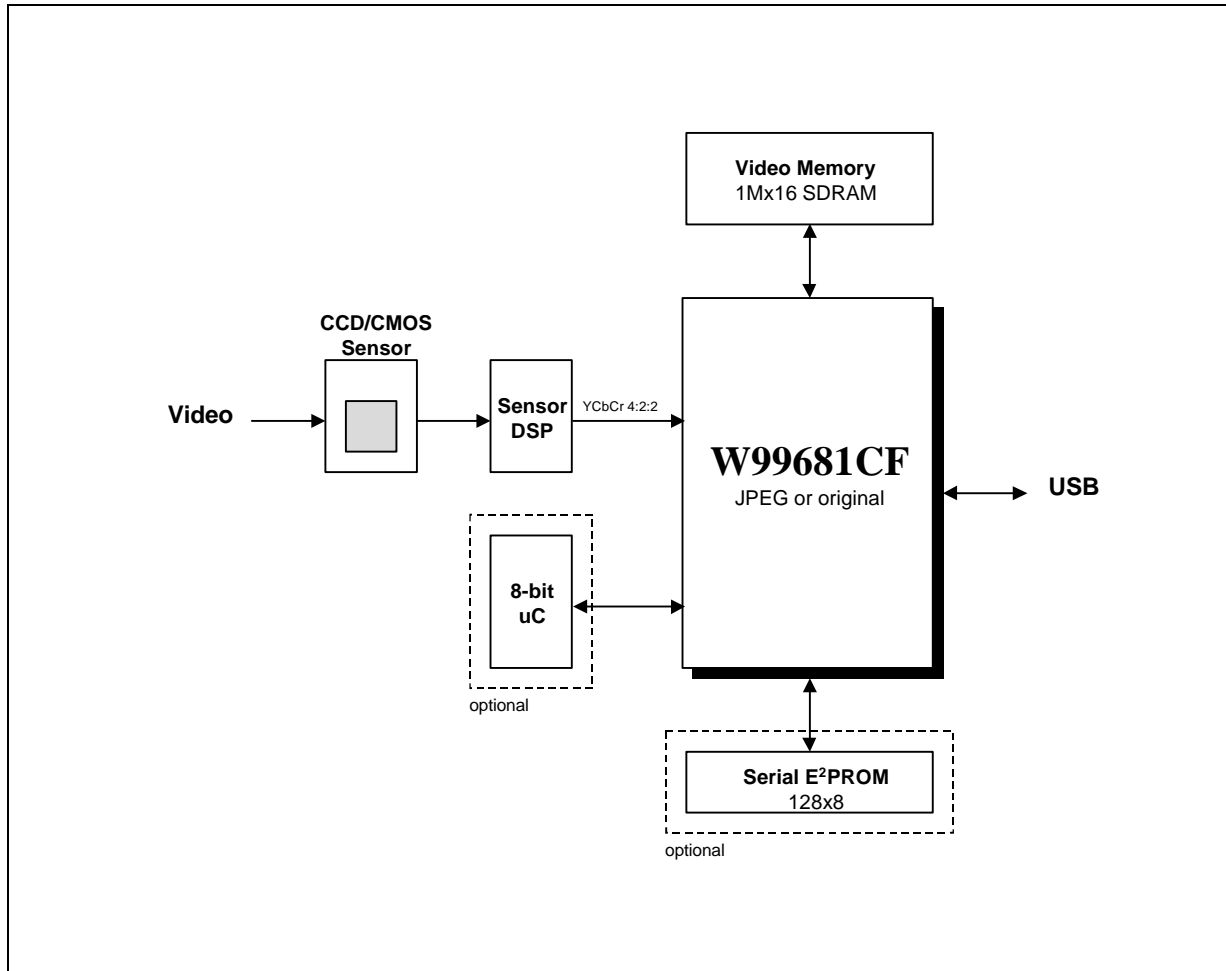 Video Memory
1Mx16 SDRAM
CCD/CMOS
Sensor
Video
Sensor
DSP
YCbCr 4:2:2
W99681CF
JPEG or original
USB
8-bit
uC
optional
Serial E²PROM
128x8
optional